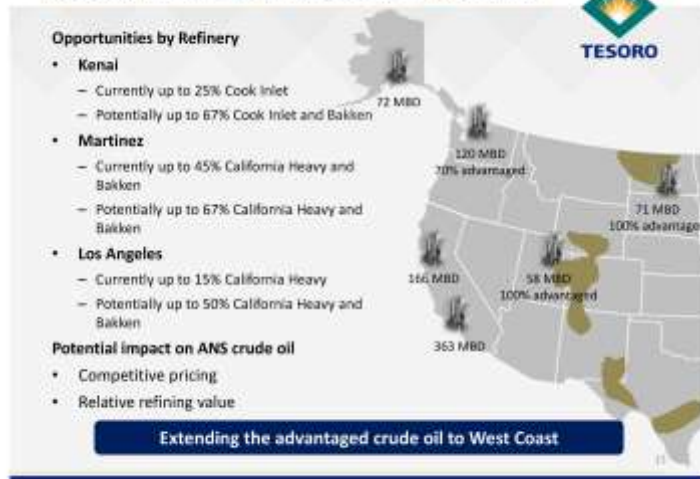 TESORO
Opportunities by Refinery
• Kenai
– Currently up to 25% Cook Inlet
– Potentially up to 67% Cook Inlet and Bakken
• Martinez
– Currently up to 45% California Heavy and
Bakken
– Potentially up to 67% California Heavy and
Bakken
• Los Angeles
– Currently up to 15% California Heavy
– Potentially up to 50% California Heavy and
Bakken
Potential impact on ANS crude oil
• Competitive pricing
• Relative refining value
72 MBD
120 MBD
70% advantaged
71 MBD
100% advantage
166 MBD
58 MBD
100% advantaged
363 MBD
Extending the advantaged crude oil to West Coast